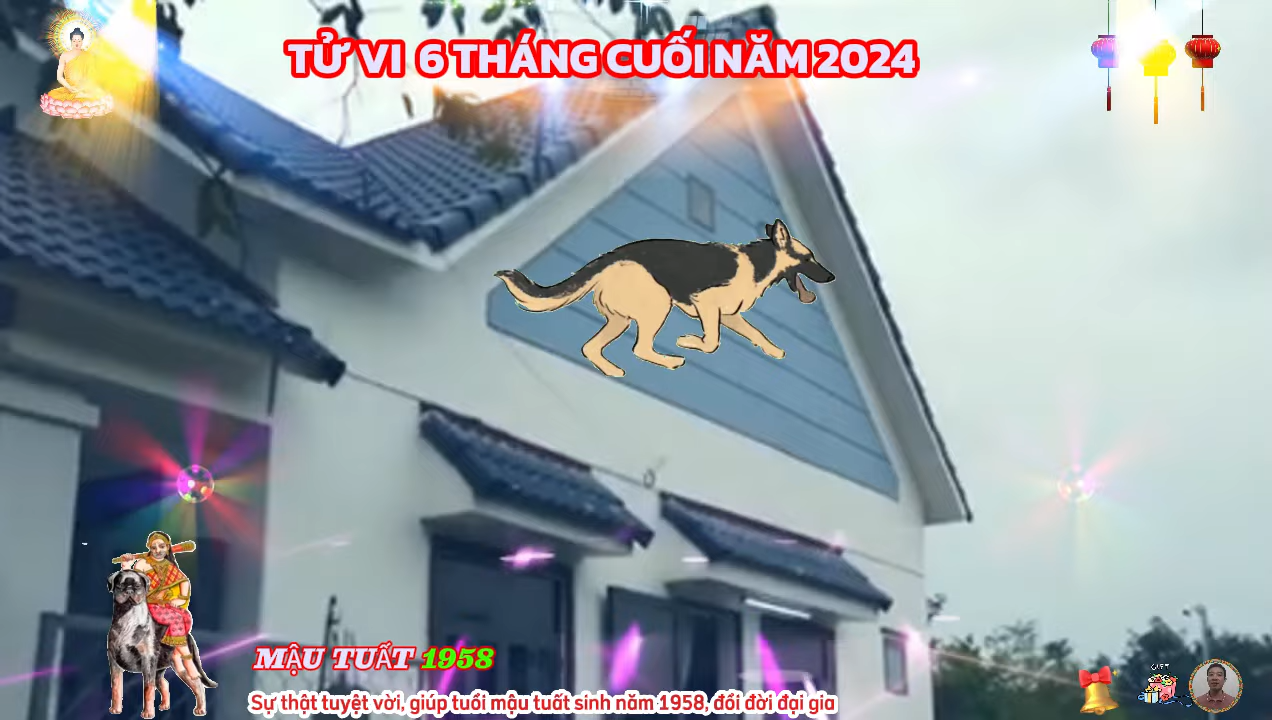 TỬ VI 6 THÁNG CUỐI NĂM 2024
GIFT
MẬU TUẤT 1958
Sự thật tuyệt vời, giúp tuổi mậu tuất sinh năm 1958, đổi đời đại gia